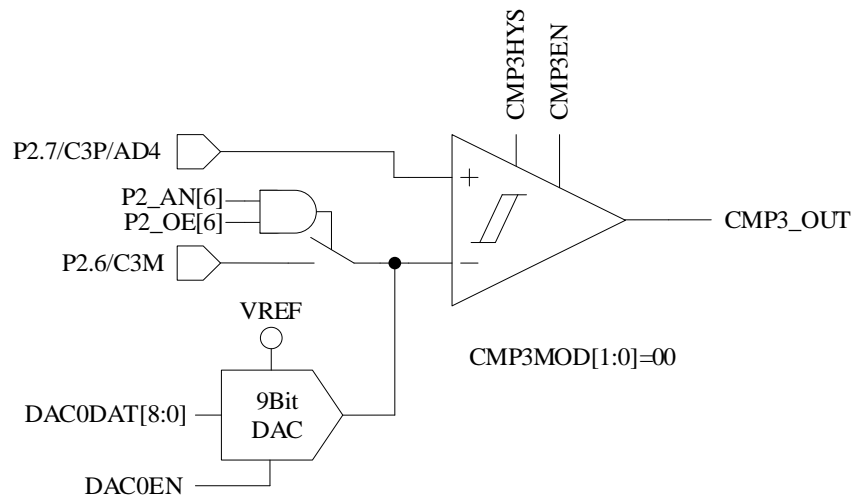 CMP3HYS
CMP3EN
P2.7/C3P/AD4
+
P2_AN[6]
P2_OE[6]
CMP3_OUT
P2.6/C3M
−
VREF
CMP3MOD[1:0]=00
9Bit
DAC0DAT[8:0]
DAC
DAC0EN